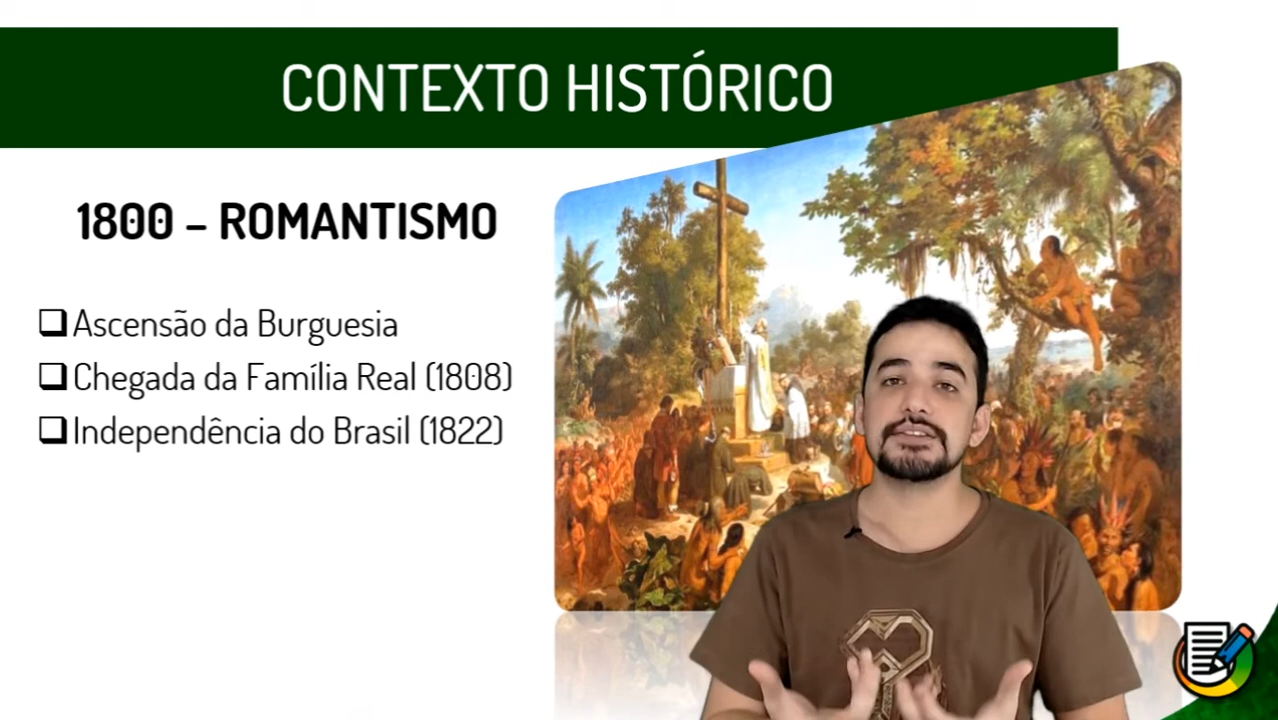 CONTEXTO HISTÓRICO
1800 – ROMANTISMO
Ascensão da Burguesia
Chegada da Família Real (1808)
Independência do Brasil (1822)